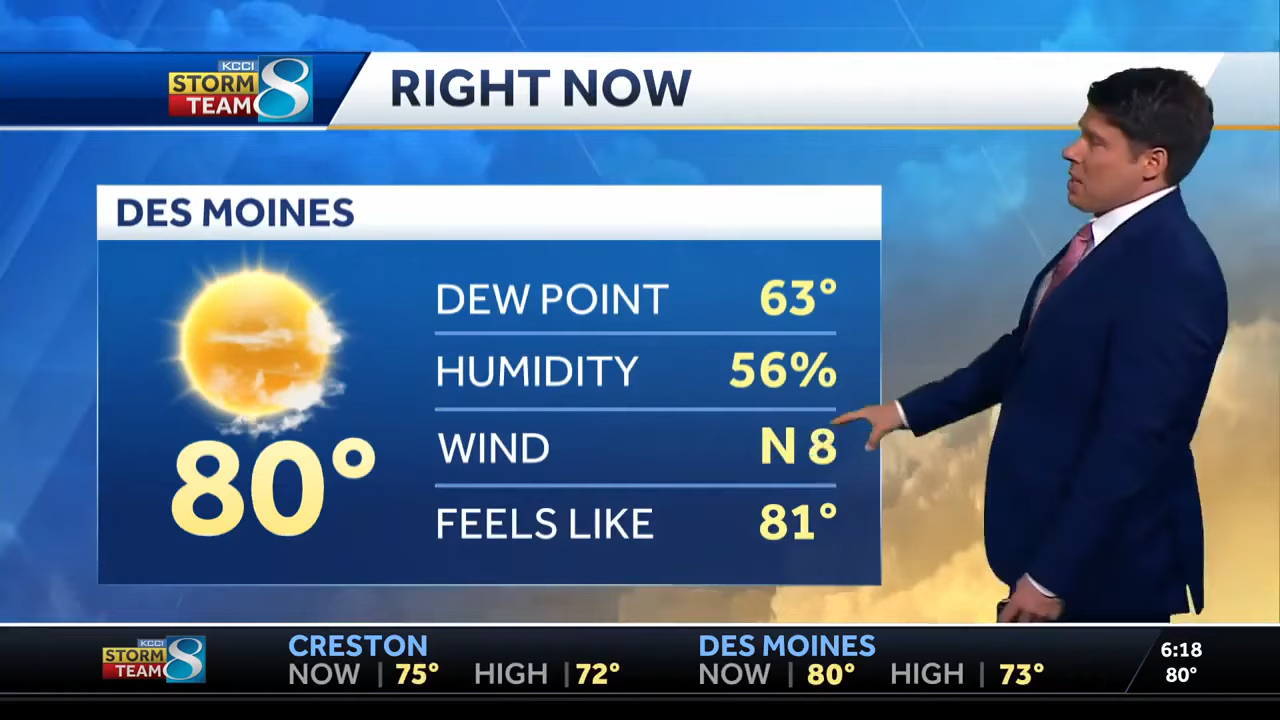 KCCI
STORM
TEAM 8
RIGHT NOW
DES MOINES
80°
DEW POINT 63°
HUMIDITY 56%
WIND N 8
FEELS LIKE 81°
KCCI
STORM
TEAM 8
CRESTON
NOW | 75° HIGH | 72°
DES MOINES
NOW | 80° HIGH | 73°
6:18
80°